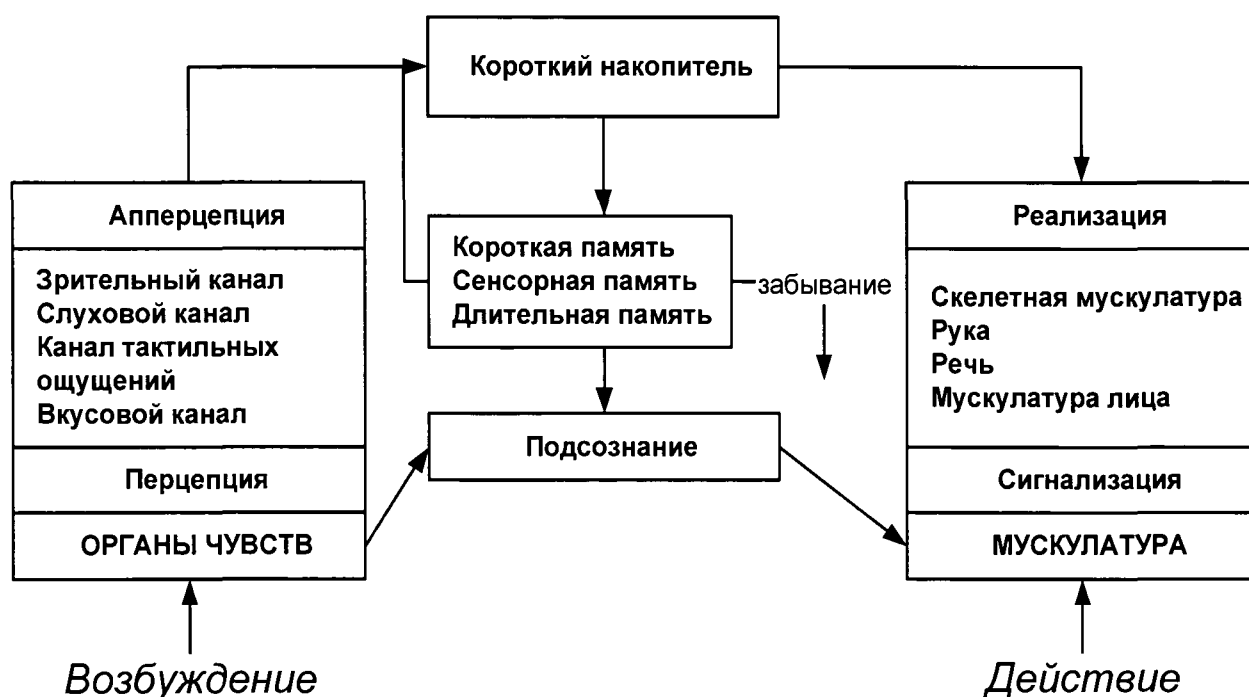 Короткий накопитель
Апперцепция
Зрительный канал
Слуховой канал
Канал тактильных
ощущений
Вкусовой канал
Перцепция
ОРГАНЫ ЧУВСТВ
Возбуждение
Короткая память
Сенсорная память
Длительная память
забывание
Подсознание
Реализация
Скелетная мускулатура
Рука
Речь
Мускулатура лица
Сигнализация
МУСКУЛАТУРА
Действие